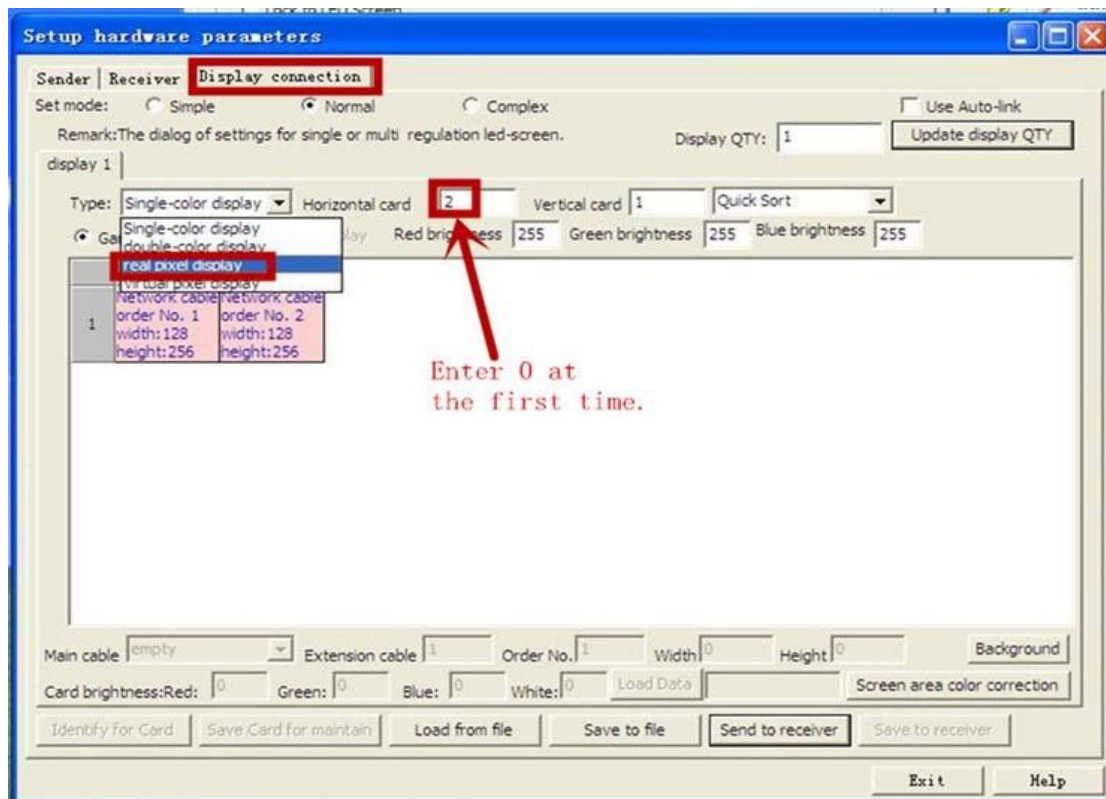 Lock to LED Screen
Setup hardware parameters
Sender Receiver Display connection
Set mode: Simple Normal Complex Use Auto-link
Remark:The dialog of settings for single or multi regulation led-screen. Display QTY: 1 Update display QTY
display 1
Type: Single-color display Horizontal card 2 Vertical card 1 Quick Sort
Single-color display
Ga lay Red brightness 255 Green brightness 255 Blue brightness 255
double-color display
real pixel display
virtual pixel display
Network cable Network cable
1 order No. 1 order No. 2
width:128 width:128
height:256 height:256
Enter 0 at
the first time.
Main cable empty Extension cable 1 Order No. 1 Width 0 Height 0 Background
Card brightness:Red: 0 Green: 0 Blue: 0 White: 0 Load Data Screen area color correction
Identify for Card Save Card for maintain Load from file Save to file Send to receiver Save to receiver
Exit Help